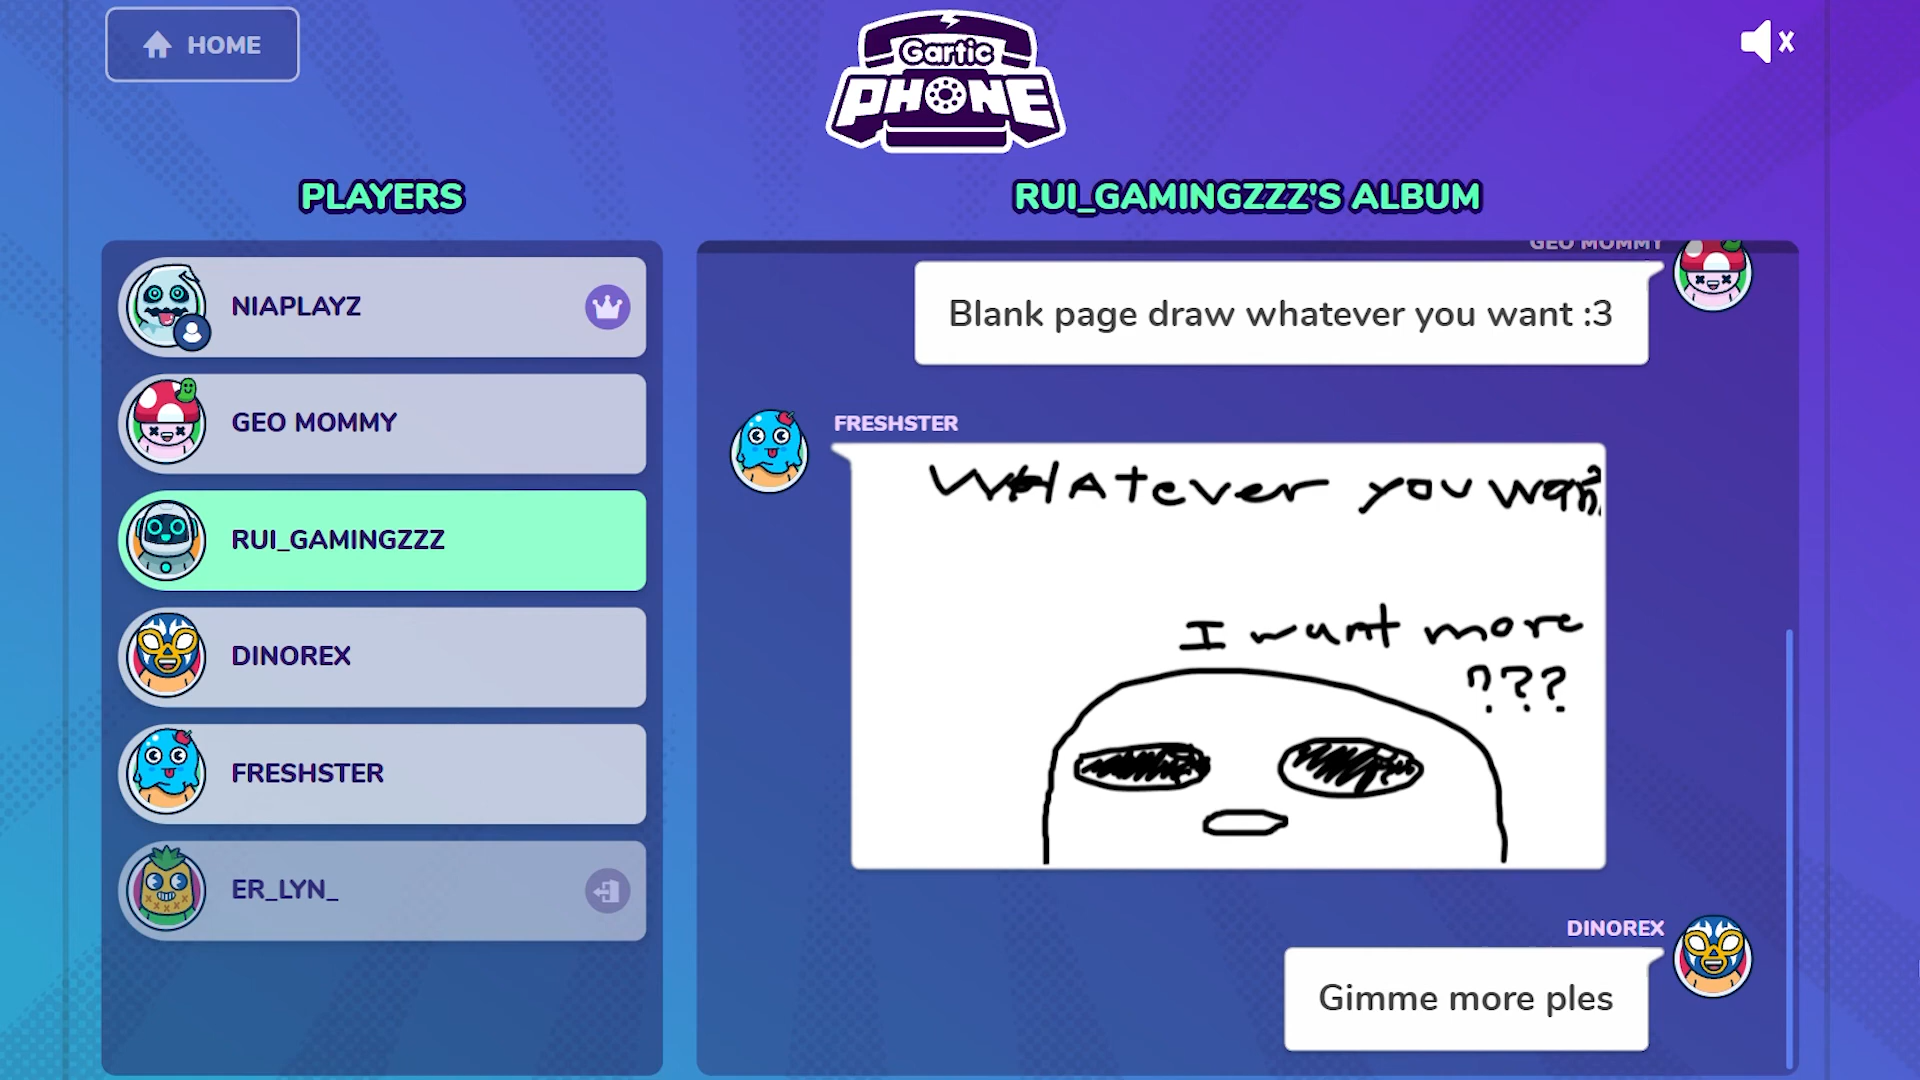 HOME
Gartic
PHONE
x
PLAYERS
RUI_GAMINGZZZ'S ALBUM
NIAPLAYZ
GEO MOMMY
RUI_GAMINGZZZ
DINOREX
FRESHSTER
ER_LYN_
GEO MOMMY
Blank page draw whatever you want :3
FRESHSTER
WHAtever you wan
I want more
???
DINOREX
Gimme more ples